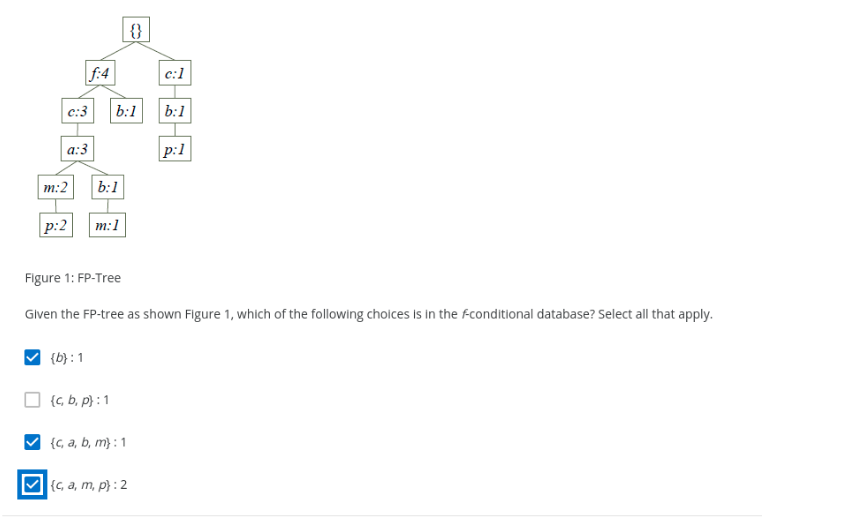 {}
f:4 c:1
c:3 b:1 b:1
a:3 p:1
m:2 b:1
p:2 m:1
Figure 1: FP-Tree
Given the FP-tree as shown Figure 1, which of the following choices is in the f-conditional database? Select all that apply.
{b} : 1
{c, b, p} : 1
{c, a, b, m} : 1
{c, a, m, p} : 2